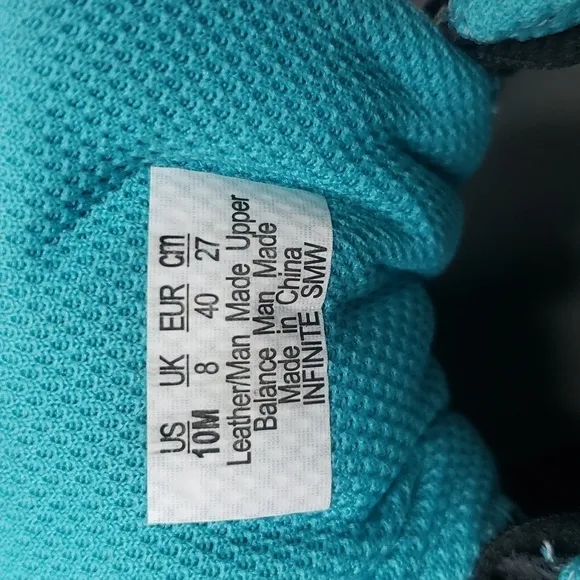 US UK EUR cm
10M 8 40 27
Leather/Man Made Upper
Balance Man Made
Made in China
INFINITE SMW